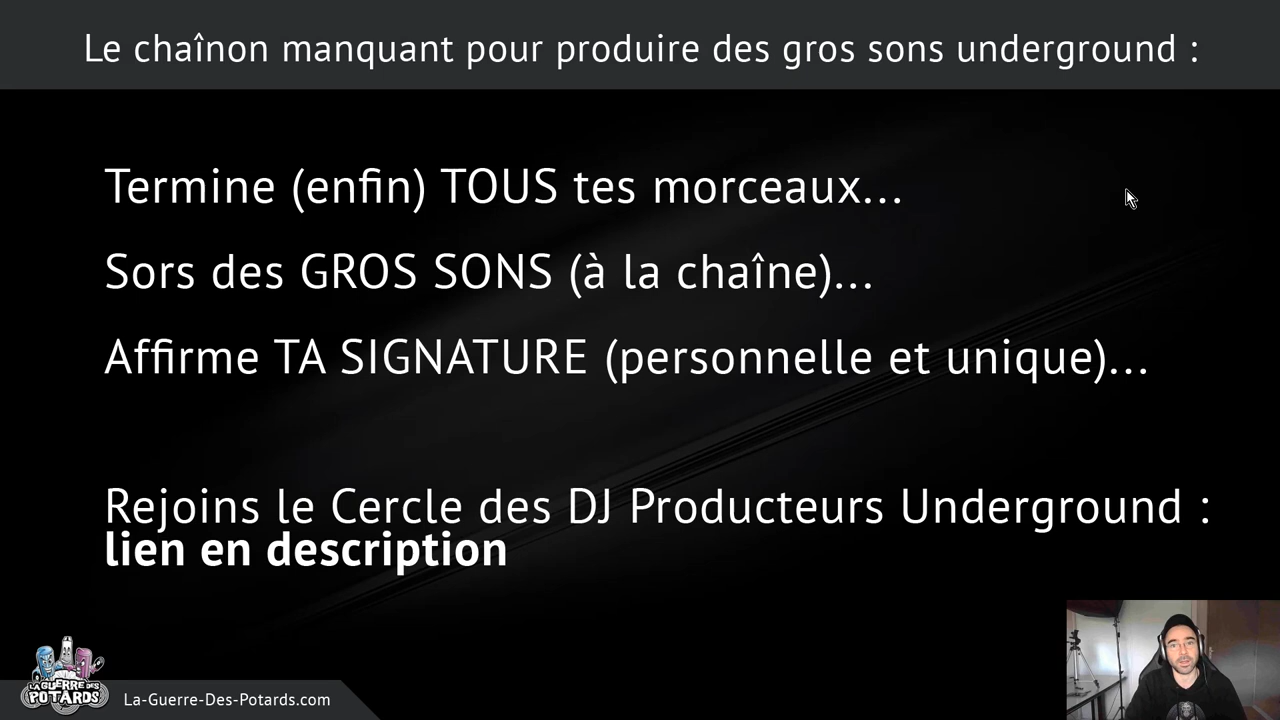 Le chaînon manquant pour produire des gros sons underground :
Termine (enfin) TOUS tes morceaux...
Sors des GROS SONS (à la chaîne)...
Affirme TA SIGNATURE (personnelle et unique)...
Rejoins le Cercle des DJ Producteurs Underground :
lien en description
LA GUERRE DES
POTARDS
La-Guerre-Des-Potards.com